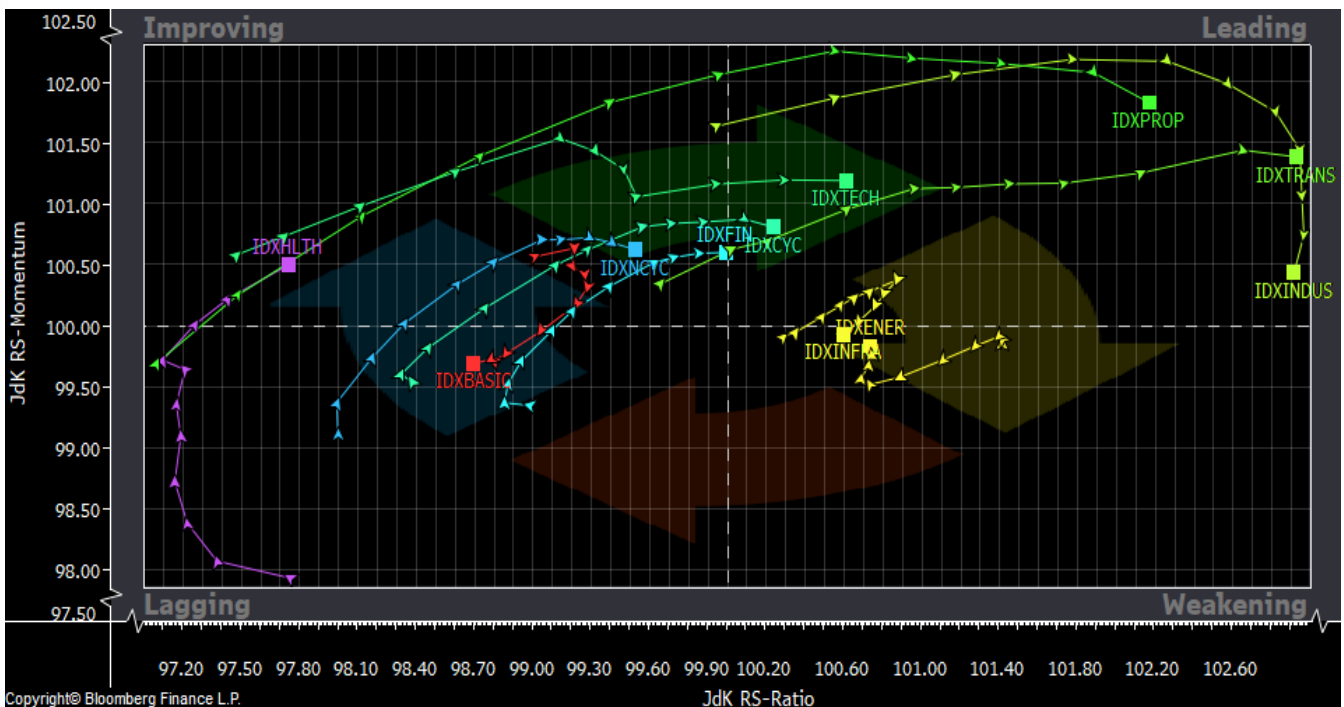 102.50
Improving
Leading
102.00
IDXPROP
101.50
IDXTRANS
IDXTECH
101.00
IDXHLTH
IDXFIN
IDXCYC
IDXNCYC
100.50
IDXINDUS
100.00
IDXENER
IDXINFRA
IDXBASIC
99.50
99.00
98.50
98.00
97.50
Lagging
Weakening
JdK RS-Momentum
97.20 97.50 97.80 98.10 98.40 98.70 99.00 99.30 99.60 99.90 100.20 100.60 101.00 101.40 101.80 102.20 102.60
Copyright© Bloomberg Finance L.P.
JdK RS-Ratio